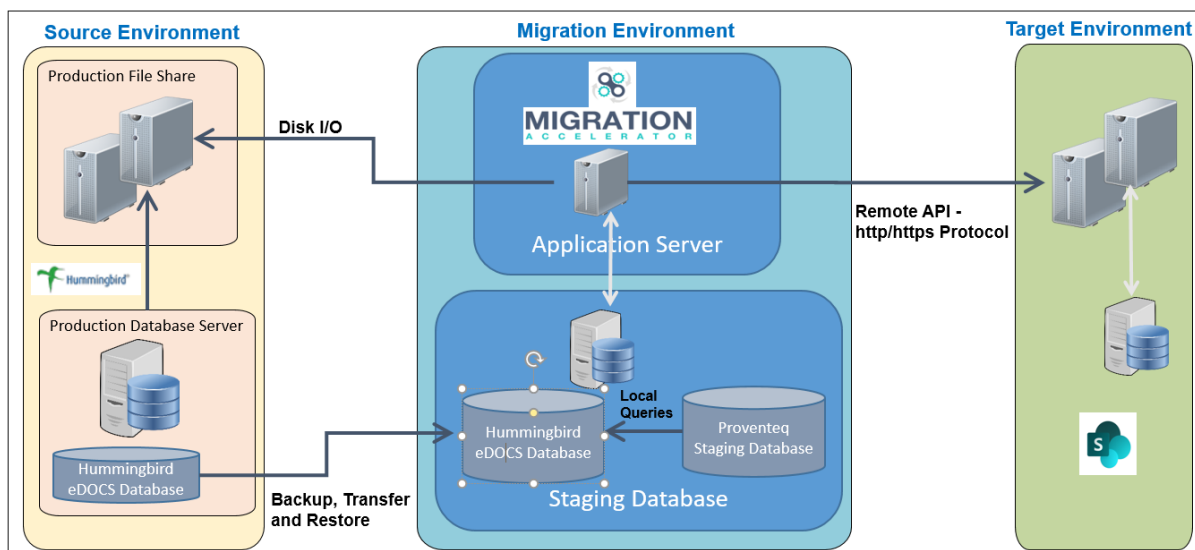 Source Environment
Production File Share
Hummingbird®
Production Database Server
Hummingbird
eDOCS Database
Disk I/O
Backup, Transfer
and Restore
Migration Environment
MIGRATION
ACCELERATOR
Application Server
Local
Queries
Hummingbird
eDOCS Database
Proventeq
Staging Database
Staging Database
Remote API -
http/https Protocol
Target Environment
S